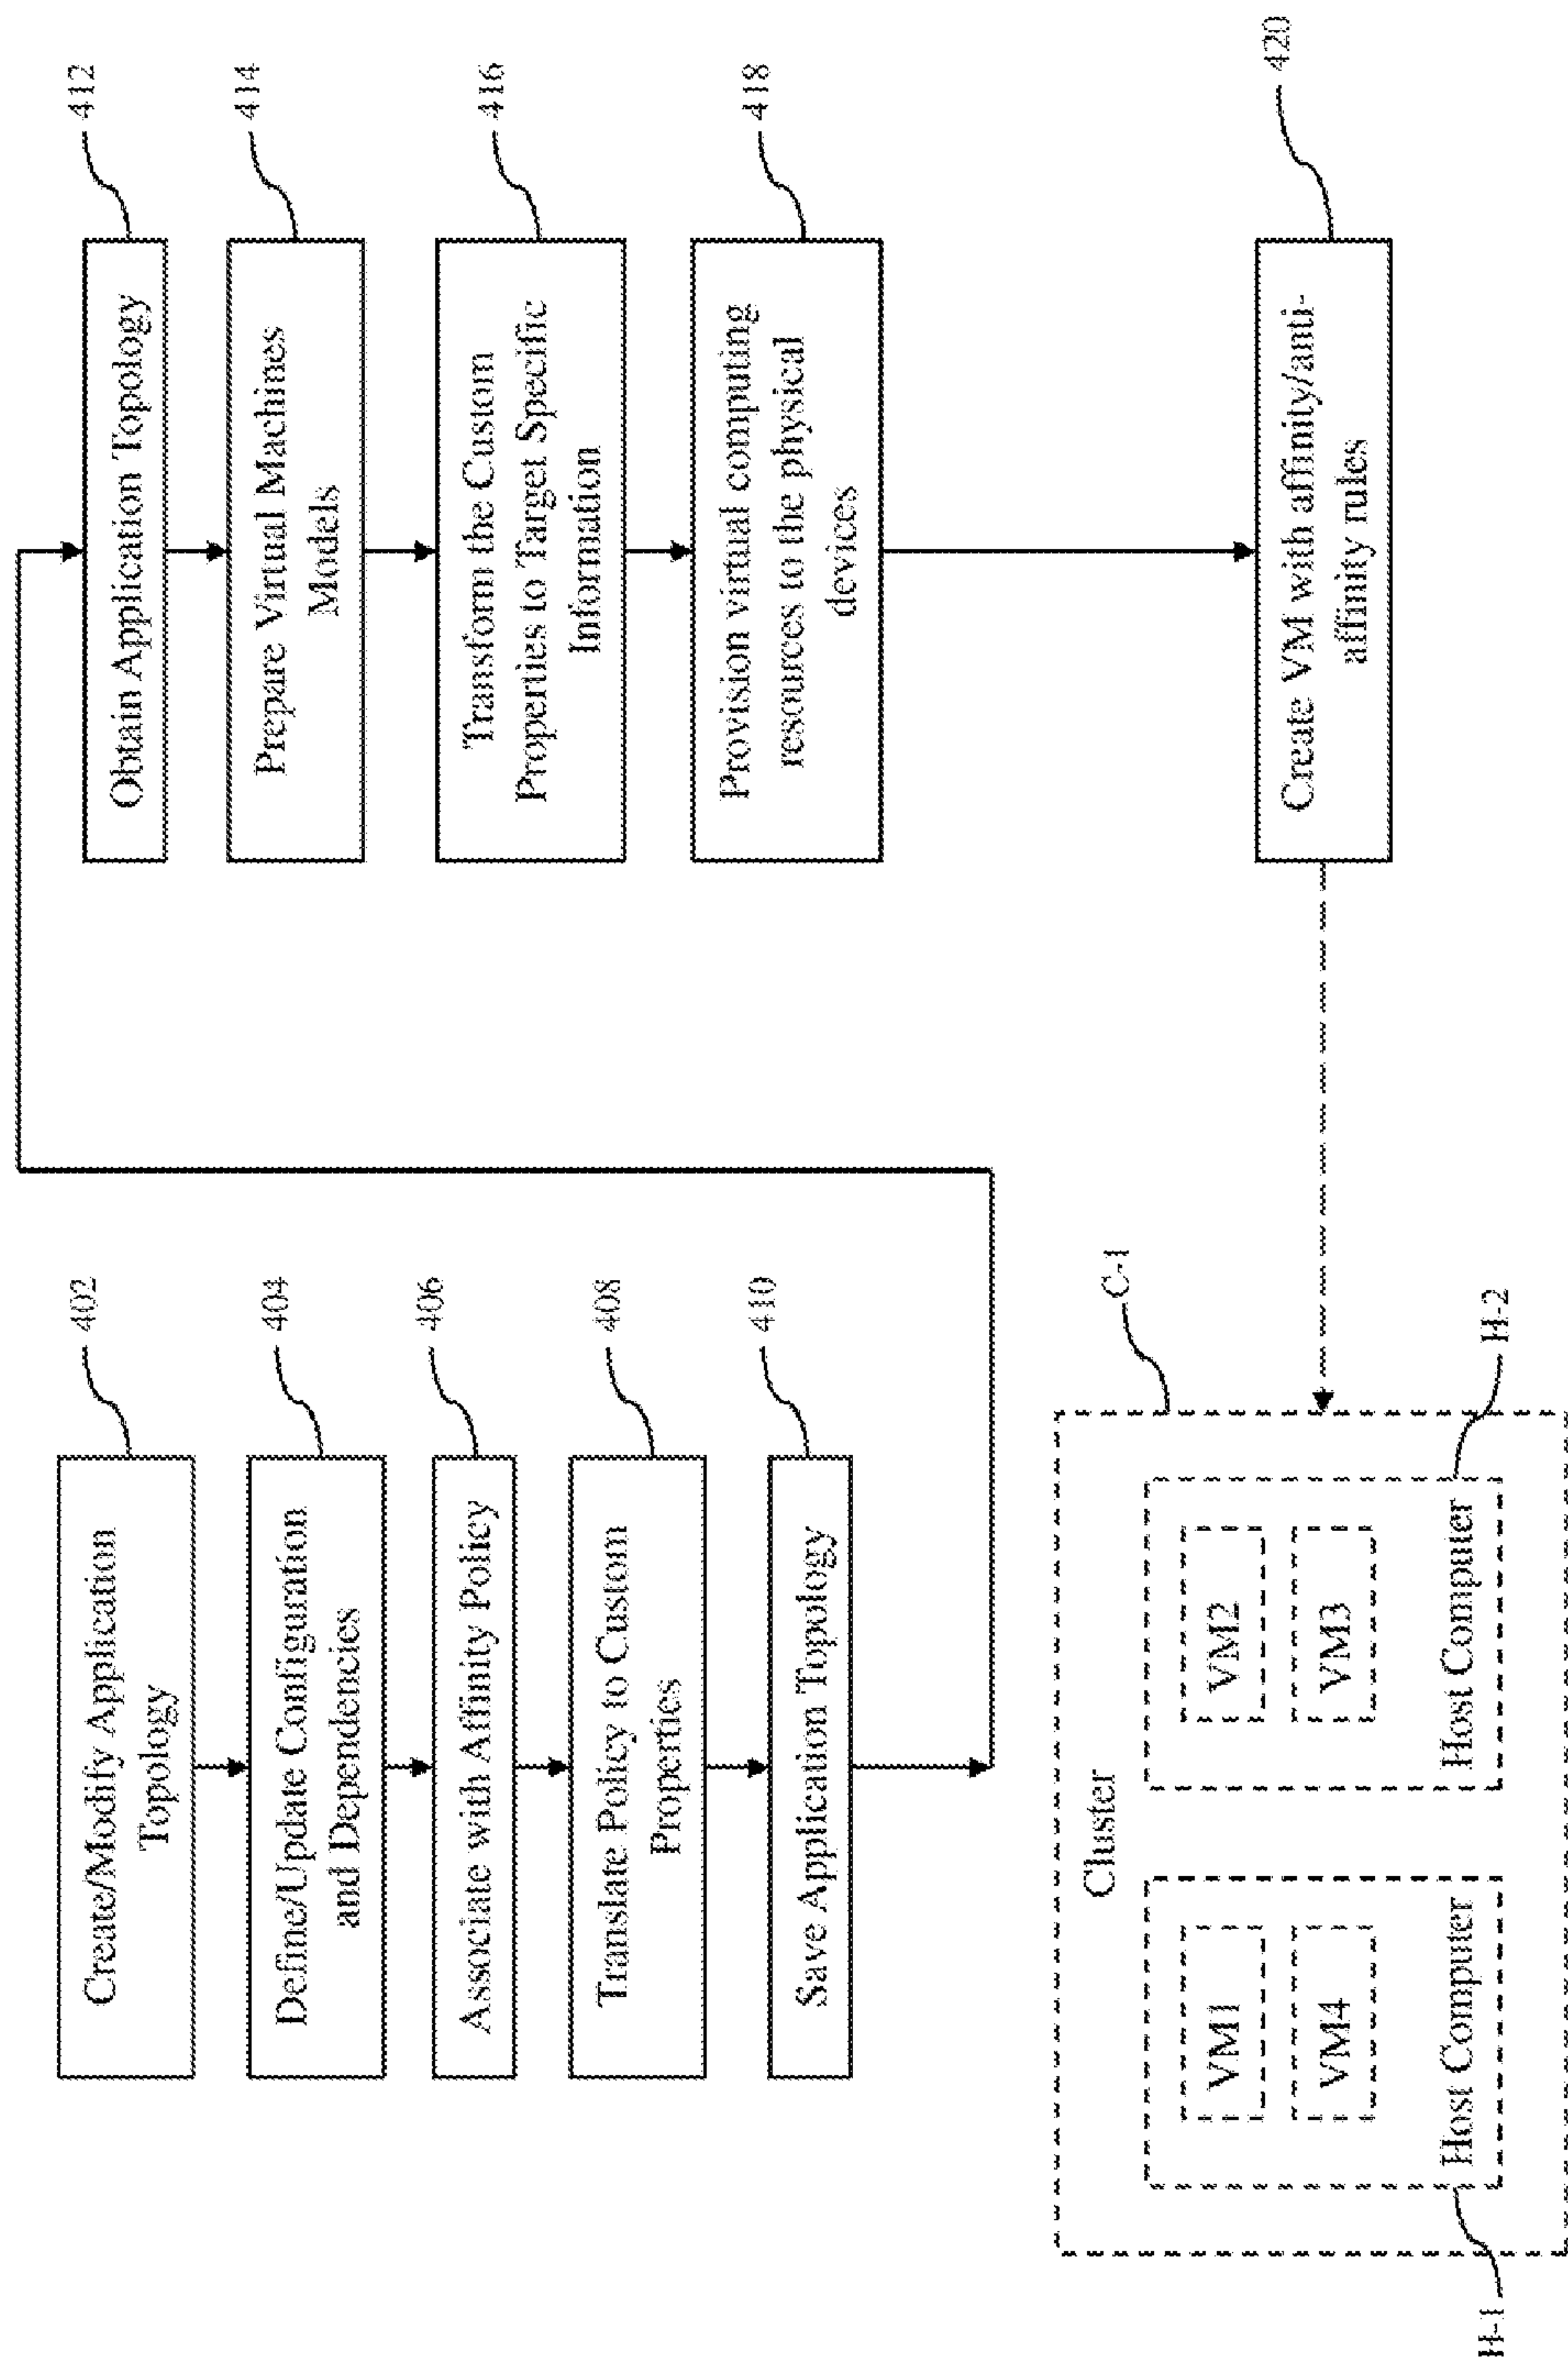 402
Create/Modify Application
Topology
404
Define/Update Configuration
and Dependencies
406
Associate with Affinity Policy
408
Translate Policy to Custom
Properties
410
Save Application Topology
412
Obtain Application Topology
414
Prepare Virtual Machines
Models
416
Transform the Custom
Properties to Target Specific
Information
418
Provision virtual computing
resources to the physical
devices
420
Create VM with affinity/anti-
affinity rules
C-1
Cluster
VM1
VM4
Host Computer
H-1
VM2
VM3
Host Computer
H-2